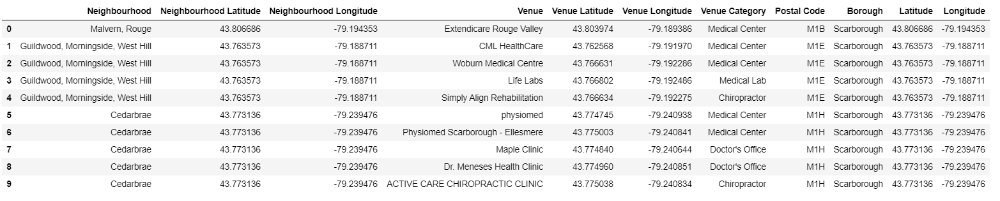 Neighbourhood Neighbourhood Latitude Neighbourhood Longitude Venue Venue Latitude Venue Longitude Venue Category Postal Code Borough Latitude Longitude
0 Malvern, Rouge 43.806686 -79.194353 Extendicare Rouge Valley 43.803974 -79.189386 Medical Center M1B Scarborough 43.806686 -79.194353
1 Guildwood, Morningside, West Hill 43.763573 -79.188711 CML HealthCare 43.762568 -79.191970 Medical Center M1E Scarborough 43.763573 -79.188711
2 Guildwood, Morningside, West Hill 43.763573 -79.188711 Woburn Medical Centre 43.766631 -79.192286 Medical Center M1E Scarborough 43.763573 -79.188711
3 Guildwood, Morningside, West Hill 43.763573 -79.188711 Life Labs 43.766802 -79.192486 Medical Lab M1E Scarborough 43.763573 -79.188711
4 Guildwood, Morningside, West Hill 43.763573 -79.188711 Simply Align Rehabilitation 43.766634 -79.192275 Chiropractor M1E Scarborough 43.763573 -79.188711
5 Cedarbrae 43.773136 -79.239476 physiomed 43.774745 -79.240938 Medical Center M1H Scarborough 43.773136 -79.239476
6 Cedarbrae 43.773136 -79.239476 Physiomed Scarborough - Ellesmere 43.775003 -79.240841 Medical Center M1H Scarborough 43.773136 -79.239476
7 Cedarbrae 43.773136 -79.239476 Maple Clinic 43.774840 -79.240644 Doctor's Office M1H Scarborough 43.773136 -79.239476
8 Cedarbrae 43.773136 -79.239476 Dr. Meneses Health Clinic 43.774960 -79.240851 Doctor's Office M1H Scarborough 43.773136 -79.239476
9 Cedarbrae 43.773136 -79.239476 ACTIVE CARE CHIROPRACTIC CLINIC 43.775038 -79.240834 Chiropractor M1H Scarborough 43.773136 -79.239476